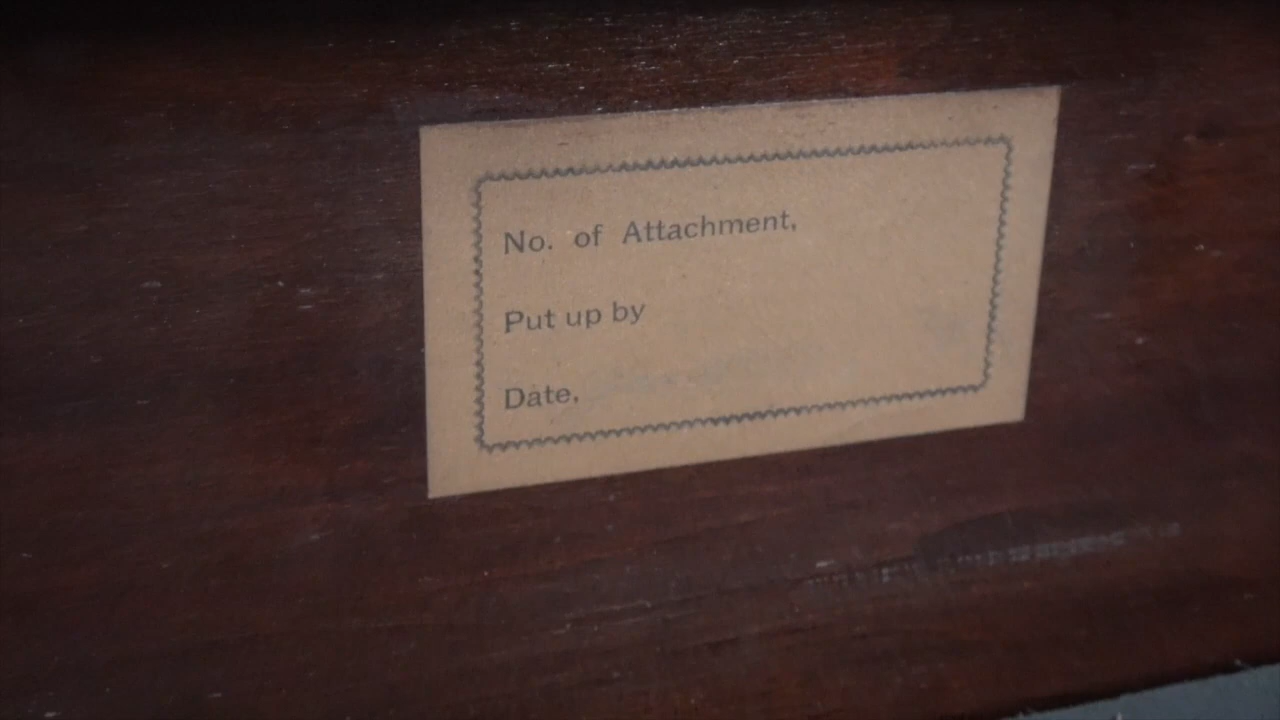 No. of Attachment,
Put up by
Date,